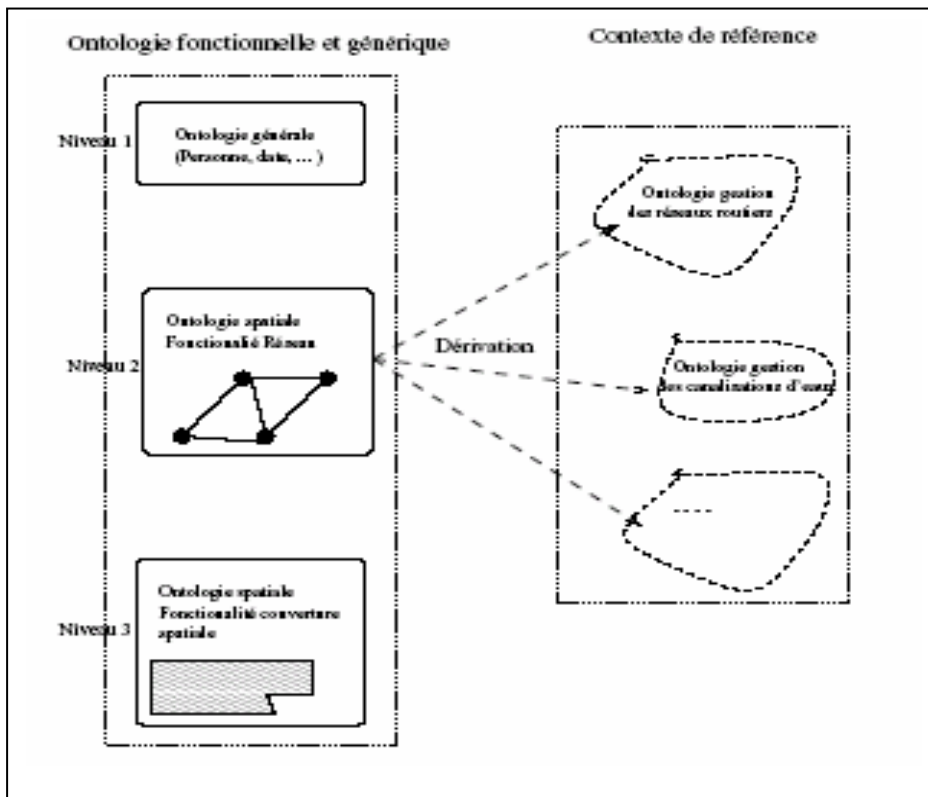 Ontologie fonctionnelle et générique
Contexte de référence
Niveau 1
Ontologie générale
(Personne, date, ... )
Ontologie gestion
des réseaux routiers
Niveau 2
Ontologie spatiale
Fonctionalié Réseau
Dérivation
Ontologie gestion
des canalisations d'eau
-----
Niveau 3
Ontologie spatiale
Fonctionalité couverture
spatiale